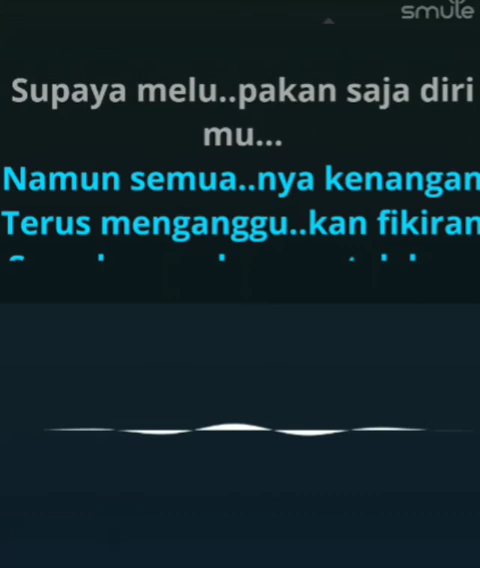 smule
Supaya melu..pakan saja diri
mu...
Namun semua..nya kenangan
Terus menganggu..kan fikiran